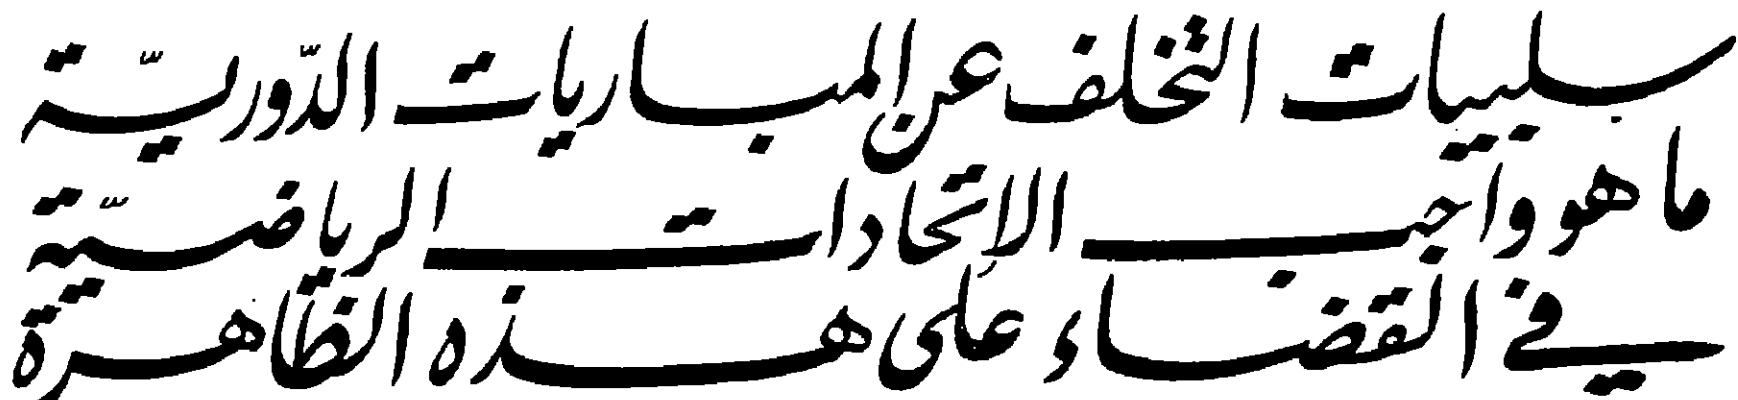 سلبيات التخلف عن المباريات الدّوريّة
ما هو واجب الاتحادات الرياضيّة
في القضاء على هذه الظاهرة